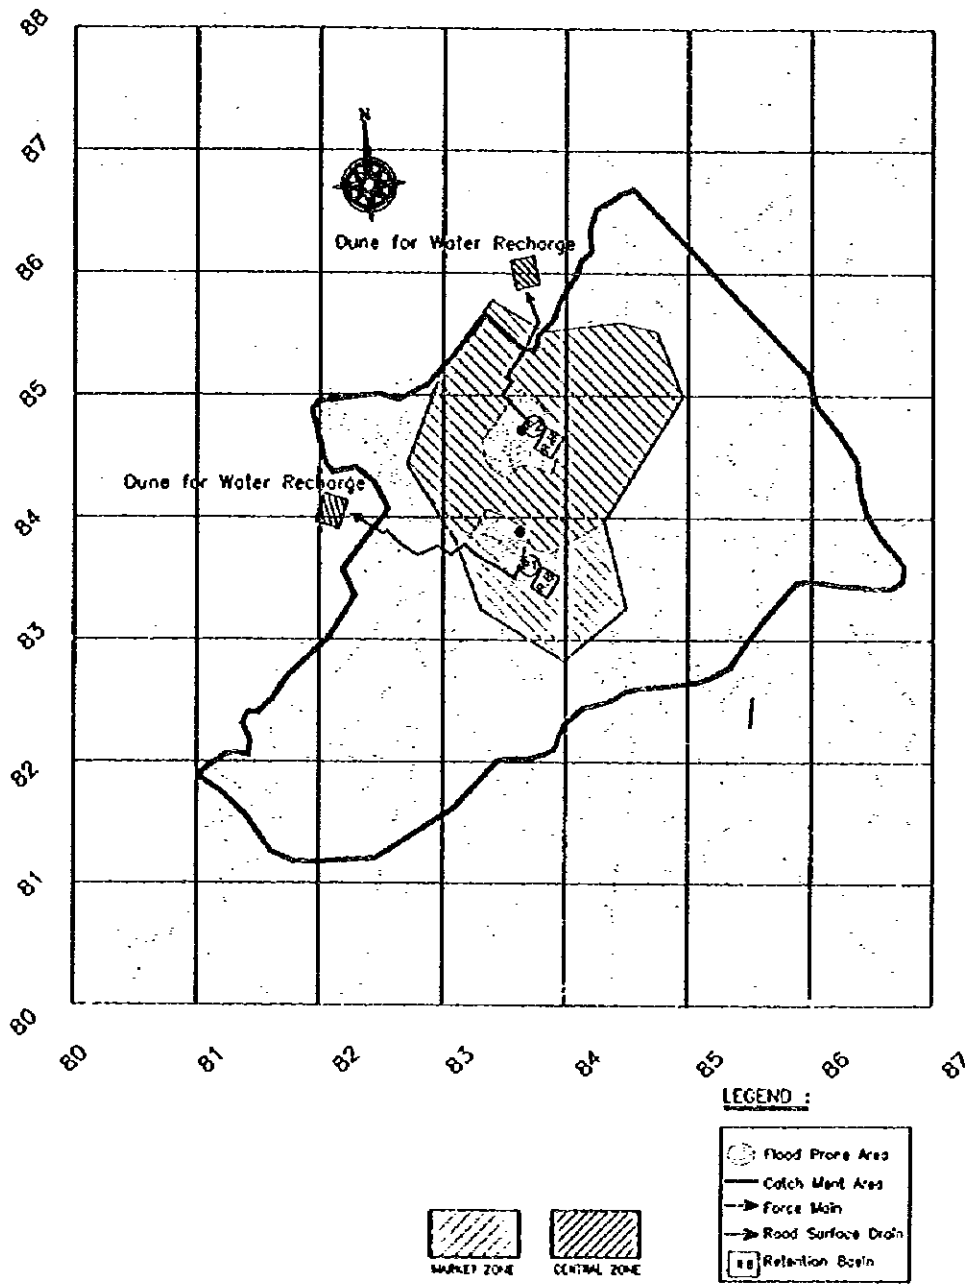 88
87
86
85
84
83
82
81
80
N
Dune for Water Recharge
Dune for Water Recharge
80
81
82
83
84
85
86
87
LEGEND :
Flood Prone Area
Catch Ment Area
Force Main
Road Surface Drain
RB Retention Basin
MARKET ZONE
CENTRAL ZONE